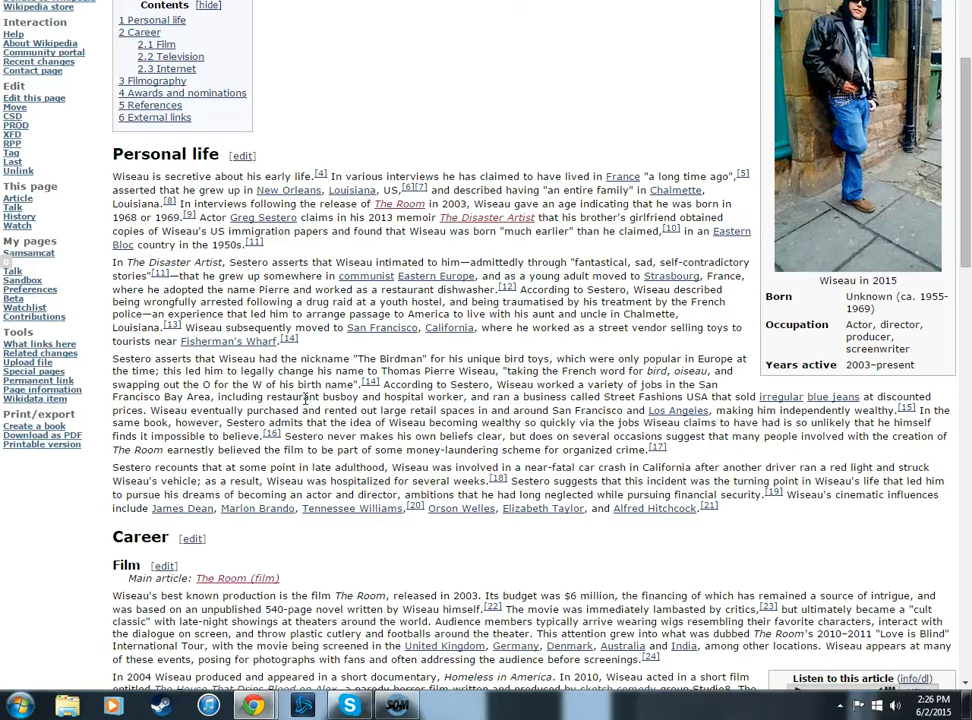 Wikipedia store
Interaction
Help
About Wikipedia
Community portal
Recent changes
Contact page
Edit
Edit this page
Move
CSD
PROD
XFD
RPP
Tag
Last
Unlink
This page
Article
Talk
History
Watch
My pages
Samsamcat
0
Talk
Sandbox
Preferences
Beta
Watchlist
Contributions
Tools
What links here
Related changes
Upload file
Special pages
Permanent link
Page information
Wikidata item
Print/export
Create a book
Download as PDF
Printable version
Contents [hide]
1 Personal life
2 Career
2.1 Film
2.2 Television
2.3 Internet
3 Filmography
4 Awards and nominations
5 References
6 External links
Personal life [edit]
Wiseau is secretive about his early life.[4] In various interviews he has claimed to have lived in France "a long time ago",[5]
asserted that he grew up in New Orleans, Louisiana, US,[6][7] and described having "an entire family" in Chalmette,
Louisiana.[8] In interviews following the release of The Room in 2003, Wiseau gave an age indicating that he was born in
1968 or 1969.[9] Actor Greg Sestero claims in his 2013 memoir The Disaster Artist that his brother's girlfriend obtained
copies of Wiseau's US immigration papers and found that Wiseau was born "much earlier" than he claimed,[10] in an Eastern
Bloc country in the 1950s.[11]
In The Disaster Artist, Sestero asserts that Wiseau intimated to him—admittedly through "fantastical, sad, self-contradictory
stories"[11]—that he grew up somewhere in communist Eastern Europe, and as a young adult moved to Strasbourg, France,
where he adopted the name Pierre and worked as a restaurant dishwasher.[12] According to Sestero, Wiseau described
being wrongfully arrested following a drug raid at a youth hostel, and being traumatised by his treatment by the French
police—an experience that led him to arrange passage to America to live with his aunt and uncle in Chalmette,
Louisiana.[13] Wiseau subsequently moved to San Francisco, California, where he worked as a street vendor selling toys to
tourists near Fisherman's Wharf.[14]
Sestero asserts that Wiseau had the nickname "The Birdman" for his unique bird toys, which were only popular in Europe at
the time; this led him to legally change his name to Thomas Pierre Wiseau, "taking the French word for bird, oiseau, and
swapping out the O for the W of his birth name".[14] According to Sestero, Wiseau worked a variety of jobs in the San
Francisco Bay Area, including restaurant busboy and hospital worker, and ran a business called Street Fashions USA that sold irregular blue jeans at discounted
prices. Wiseau eventually purchased and rented out large retail spaces in and around San Francisco and Los Angeles, making him independently wealthy.[15] In the
same book, however, Sestero admits that the idea of Wiseau becoming wealthy so quickly via the jobs Wiseau claims to have had is so unlikely that he himself
finds it impossible to believe.[16] Sestero never makes his own beliefs clear, but does on several occasions suggest that many people involved with the creation of
The Room earnestly believed the film to be part of some money-laundering scheme for organized crime.[17]
Sestero recounts that at some point in late adulthood, Wiseau was involved in a near-fatal car crash in California after another driver ran a red light and struck
Wiseau's vehicle; as a result, Wiseau was hospitalized for several weeks.[18] Sestero suggests that this incident was the turning point in Wiseau's life that led him
to pursue his dreams of becoming an actor and director, ambitions that he had long neglected while pursuing financial security.[19] Wiseau's cinematic influences
include James Dean, Marlon Brando, Tennessee Williams,[20] Orson Welles, Elizabeth Taylor, and Alfred Hitchcock.[21]
Career [edit]
Film [edit]
Main article: The Room (film)
Wiseau's best known production is the film The Room, released in 2003. Its budget was $6 million, the financing of which has remained a source of intrigue, and
was based on an unpublished 540-page novel written by Wiseau himself.[22] The movie was immediately lambasted by critics,[23] but ultimately became a "cult
classic" with late-night showings at theaters around the world. Audience members typically arrive wearing wigs resembling their favorite characters, interact with
the dialogue on screen, and throw plastic cutlery and footballs around the theater. This attention grew into what was dubbed The Room's 2010–2011 "Love is Blind"
International Tour, with the movie being screened in the United Kingdom, Germany, Denmark, Australia and India, among other locations. Wiseau appears at many
of these events, posing for photographs with fans and often addressing the audience before screenings.[24]
In 2004 Wiseau produced and appeared in a short documentary, Homeless in America. In 2010, Wiseau acted in a short film
entitled The House That Drips Blood on Alex, a parody horror film written and produced by sketch comedy group Studio8. The
Wiseau in 2015
Born Unknown (ca. 1955-
1969)
Occupation Actor, director,
producer,
screenwriter
Years active 2003–present
Listen to this article (info/dl)
2:26 PM
6/2/2015